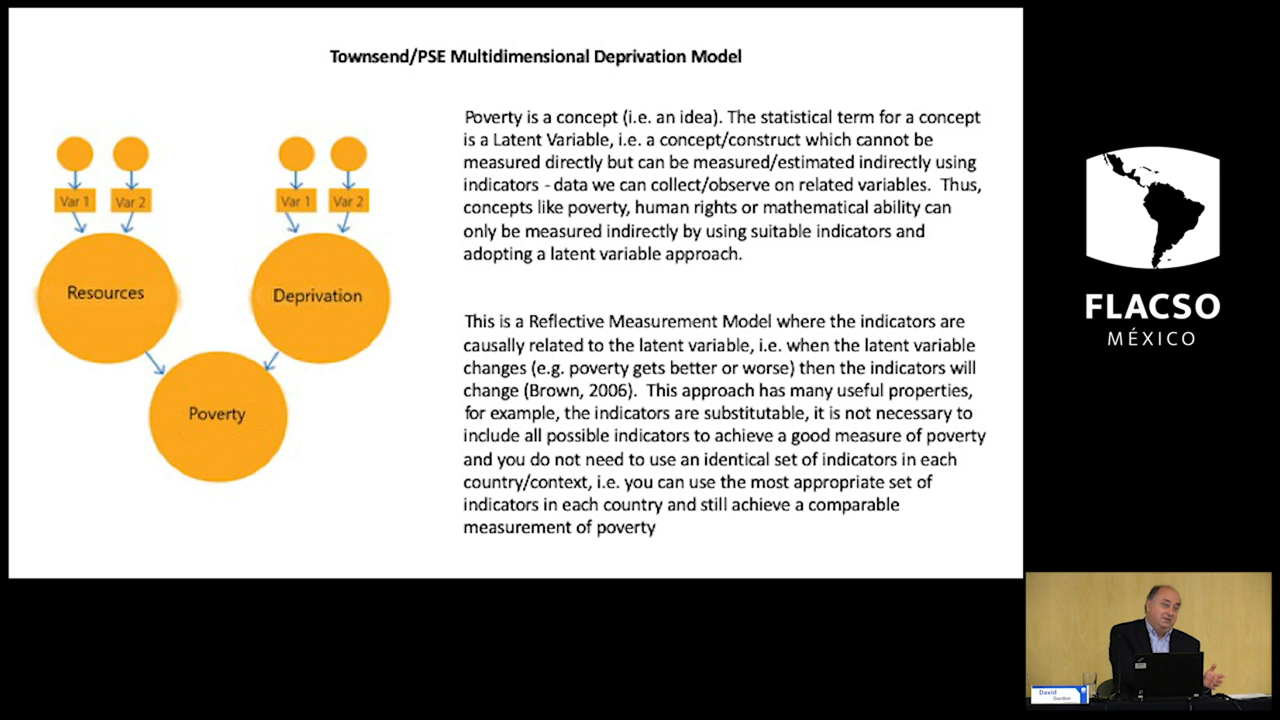 Townsend/PSE Multidimensional Deprivation Model
Var 1
Var 2
Var 1
Var 2
Resources
Deprivation
Poverty
Poverty is a concept (i.e. an idea). The statistical term for a concept
is a Latent Variable, i.e. a concept/construct which cannot be
measured directly but can be measured/estimated indirectly using
indicators - data we can collect/observe on related variables. Thus,
concepts like poverty, human rights or mathematical ability can
only be measured indirectly by using suitable indicators and
adopting a latent variable approach.
This is a Reflective Measurement Model where the indicators are
causally related to the latent variable, i.e. when the latent variable
changes (e.g. poverty gets better or worse) then the indicators will
change (Brown, 2006). This approach has many useful properties,
for example, the indicators are substitutable, it is not necessary to
include all possible indicators to achieve a good measure of poverty
and you do not need to use an identical set of indicators in each
country/context, i.e. you can use the most appropriate set of
indicators in each country and still achieve a comparable
measurement of poverty
FLACSO
MÉXICO
David
Gordon